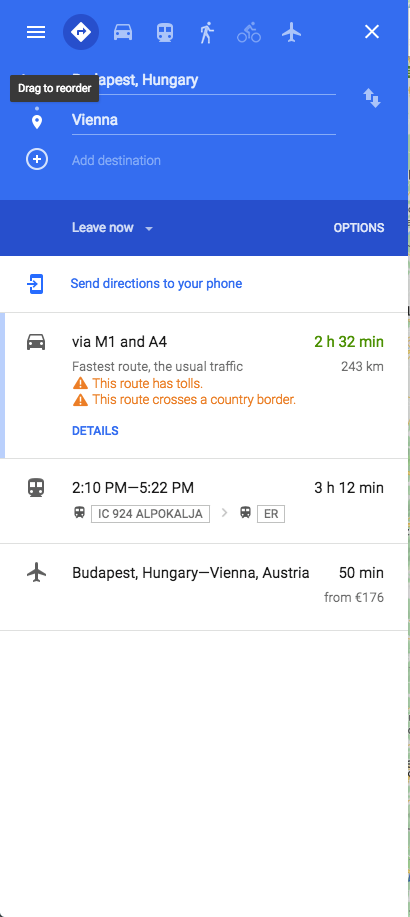 Budapest, Hungary
Drag to reorder
Vienna
Add destination
Leave now
OPTIONS
Send directions to your phone
via M1 and A4 2 h 32 min
Fastest route, the usual traffic 243 km
This route has tolls.
This route crosses a country border.
DETAILS
2:10 PM—5:22 PM 3 h 12 min
IC 924 ALPOKALJA ER
Budapest, Hungary—Vienna, Austria 50 min
from €176